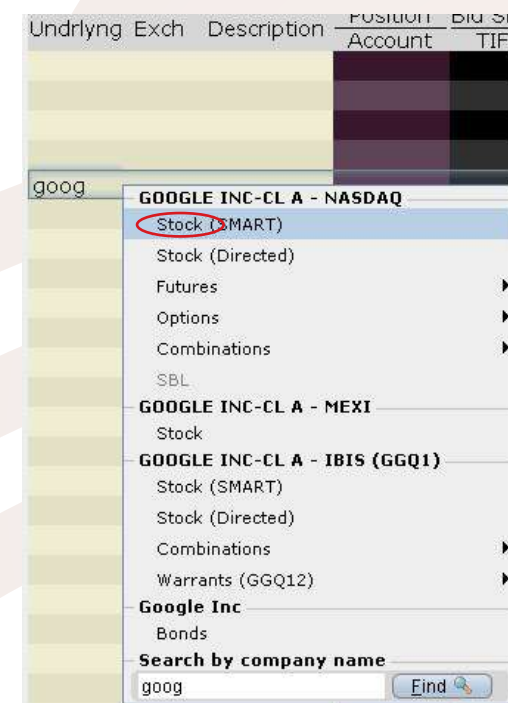 Undrlyng Exch Description Position Bid
Account TIF
goog
GOOGLE INC-CL A - NASDAQ
Stock (SMART)
Stock (Directed)
Futures
Options
Combinations
SBL
GOOGLE INC-CL A - MEXI
Stock
GOOGLE INC-CL A - IBIS (GGQ1)
Stock (SMART)
Stock (Directed)
Combinations
Warrants (GGQ12)
Google Inc
Bonds
Search by company name
goog Find